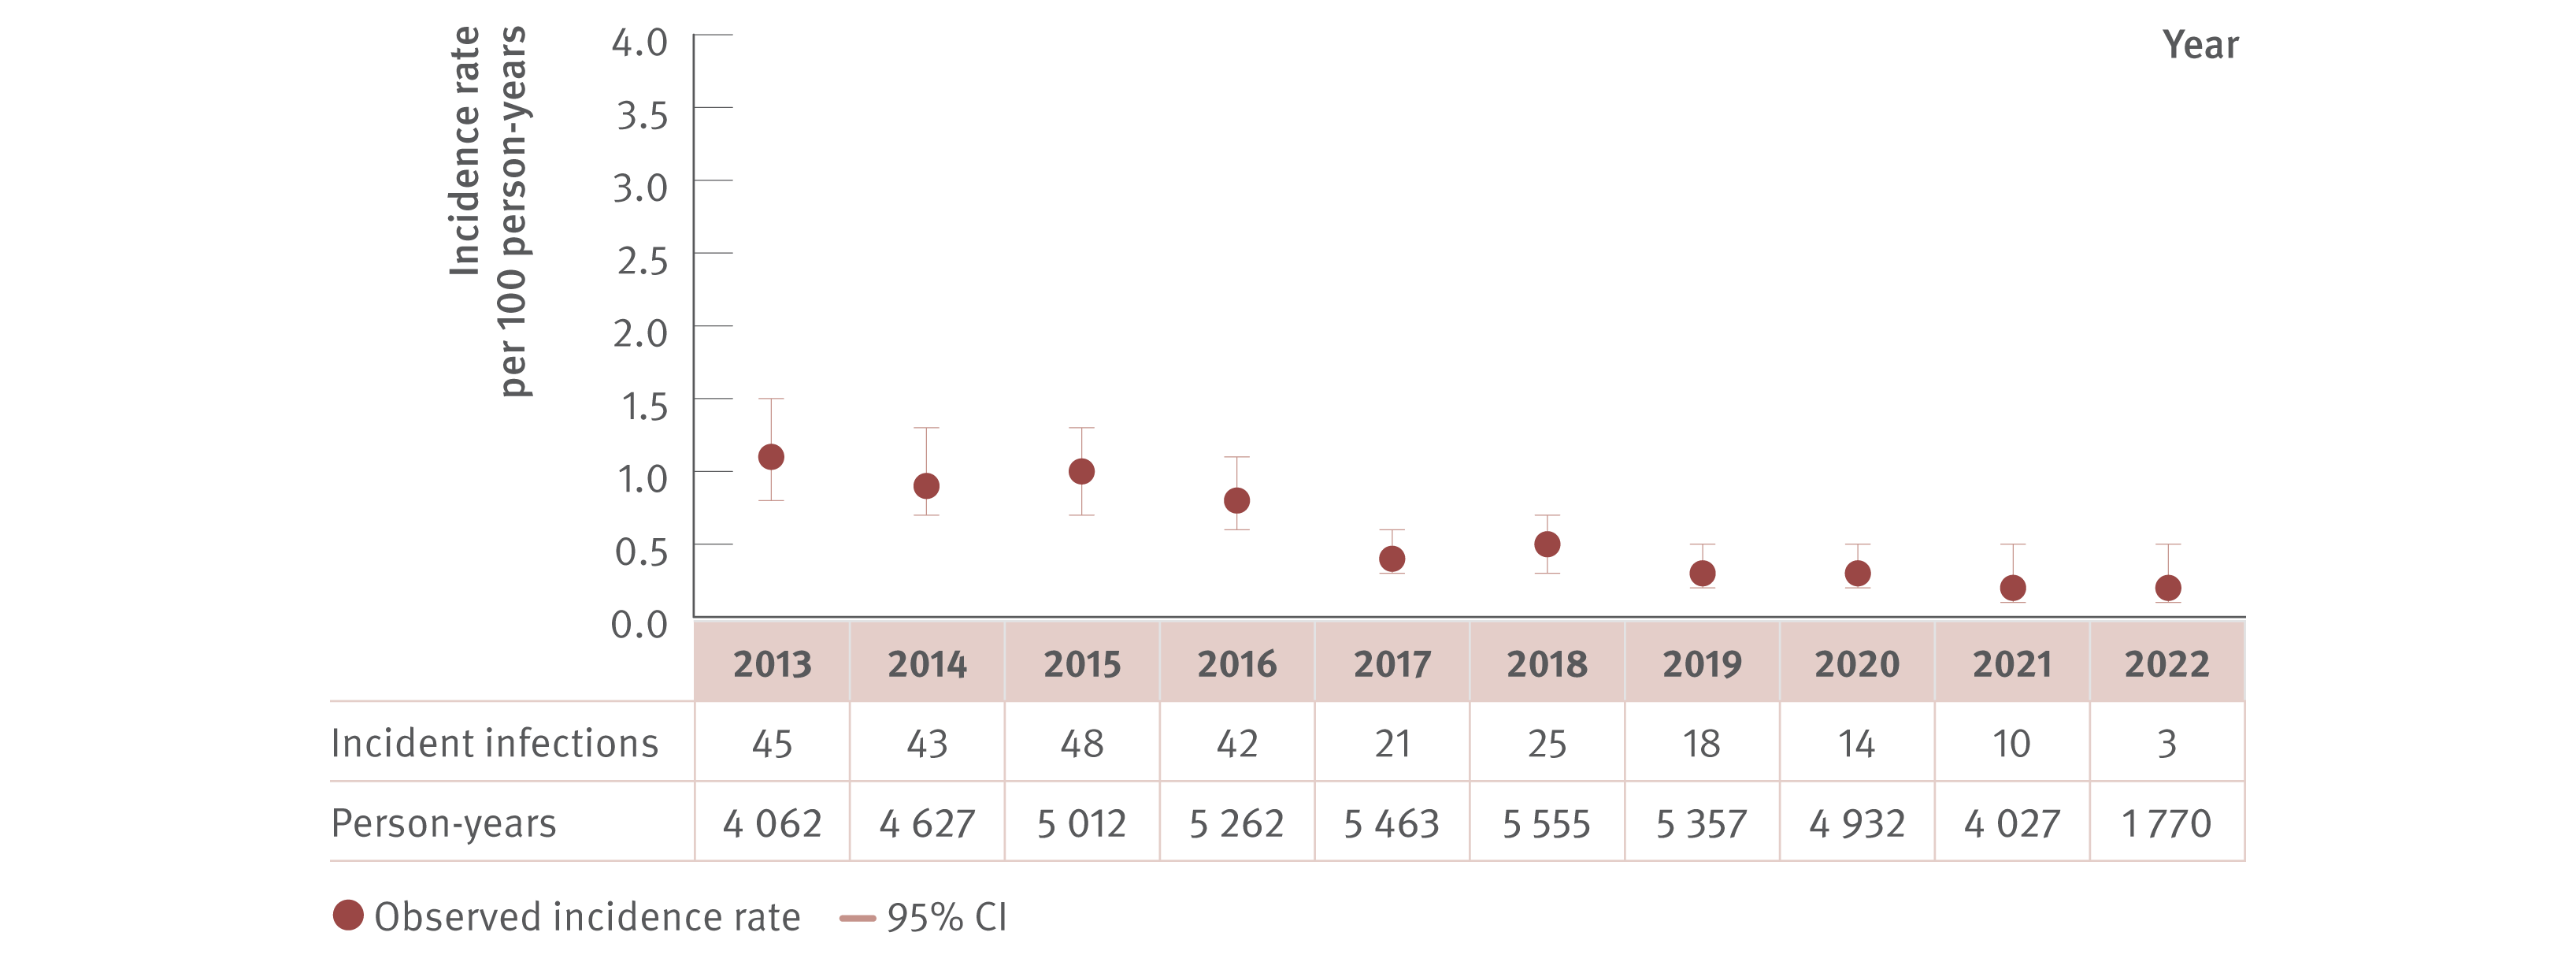 Incidence rate
per 100 person-years
4.0
3.5
3.0
2.5
2.0
1.5
1.0
0.5
0.0
Year
2013 2014 2015 2016 2017 2018 2019 2020 2021 2022
Incident infections 45 43 48 42 21 25 18 14 10 3
Person-years 4 062 4 627 5 012 5 262 5 463 5 555 5 357 4 932 4 027 1 770
Observed incidence rate 95% CI